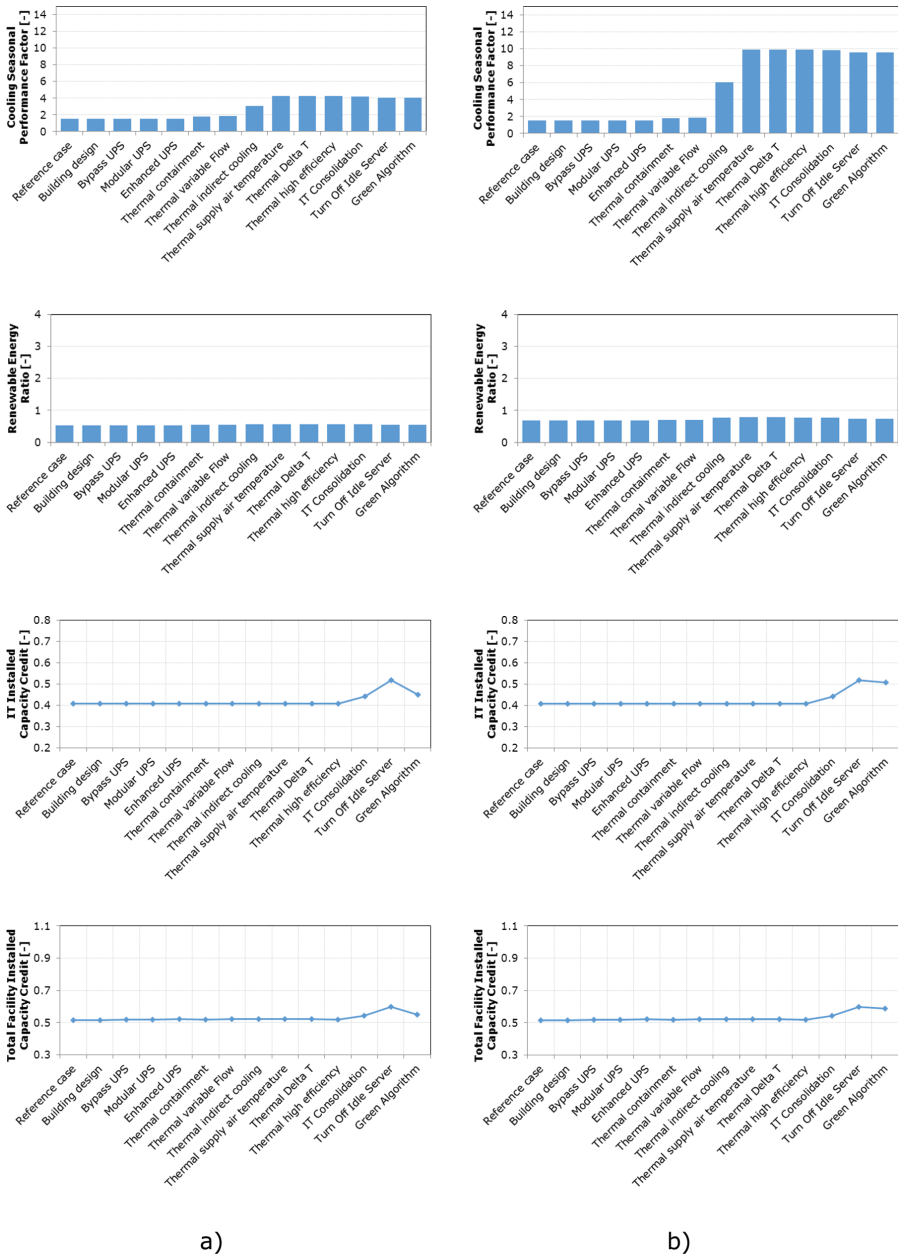 Cooling Seasonal
Performance Factor [-]
14
12
10
8
6
4
2
0
Reference case
Building design
Bypass UPS
Modular UPS
Enhanced UPS
Thermal containment
Thermal variable Flow
Thermal indirect cooling
Thermal supply air temperature
Thermal Delta T
Thermal high efficiency
IT Consolidation
Turn Off Idle Server
Green Algorithm
Cooling Seasonal
Performance Factor [-]
14
12
10
8
6
4
2
0
Reference case
Building design
Bypass UPS
Modular UPS
Enhanced UPS
Thermal containment
Thermal variable Flow
Thermal indirect cooling
Thermal supply air temperature
Thermal Delta T
Thermal high efficiency
IT Consolidation
Turn Off Idle Server
Green Algorithm
Renewable Energy
Ratio [-]
4
3
2
1
0
Reference case
Building design
Bypass UPS
Modular UPS
Enhanced UPS
Thermal containment
Thermal variable Flow
Thermal indirect cooling
Thermal supply air temperature
Thermal Delta T
Thermal high efficiency
IT Consolidation
Turn Off Idle Server
Green Algorithm
Renewable Energy
Ratio [-]
4
3
2
1
0
Reference case
Building design
Bypass UPS
Modular UPS
Enhanced UPS
Thermal containment
Thermal variable Flow
Thermal indirect cooling
Thermal supply air temperature
Thermal Delta T
Thermal high efficiency
IT Consolidation
Turn Off Idle Server
Green Algorithm
IT Installed
Capacity Credit [-]
0.8
0.7
0.6
0.5
0.4
0.3
0.2
Reference case
Building design
Bypass UPS
Modular UPS
Enhanced UPS
Thermal containment
Thermal variable Flow
Thermal indirect cooling
Thermal supply air temperature
Thermal Delta T
Thermal high efficiency
IT Consolidation
Turn Off Idle Server
Green Algorithm
IT Installed
Capacity Credit [-]
0.8
0.7
0.6
0.5
0.4
0.3
0.2
Reference case
Building design
Bypass UPS
Modular UPS
Enhanced UPS
Thermal containment
Thermal variable Flow
Thermal indirect cooling
Thermal supply air temperature
Thermal Delta T
Thermal high efficiency
IT Consolidation
Turn Off Idle Server
Green Algorithm
Total Facility Installed
Capacity Credit [-]
1.1
0.9
0.7
0.5
0.3
Reference case
Building design
Bypass UPS
Modular UPS
Enhanced UPS
Thermal containment
Thermal variable Flow
Thermal indirect cooling
Thermal supply air temperature
Thermal Delta T
Thermal high efficiency
IT Consolidation
Turn Off Idle Server
Green Algorithm
Total Facility Installed
Capacity Credit [-]
1.1
0.9
0.7
0.5
0.3
Reference case
Building design
Bypass UPS
Modular UPS
Enhanced UPS
Thermal containment
Thermal variable Flow
Thermal indirect cooling
Thermal supply air temperature
Thermal Delta T
Thermal high efficiency
IT Consolidation
Turn Off Idle Server
Green Algorithm
a)
b)